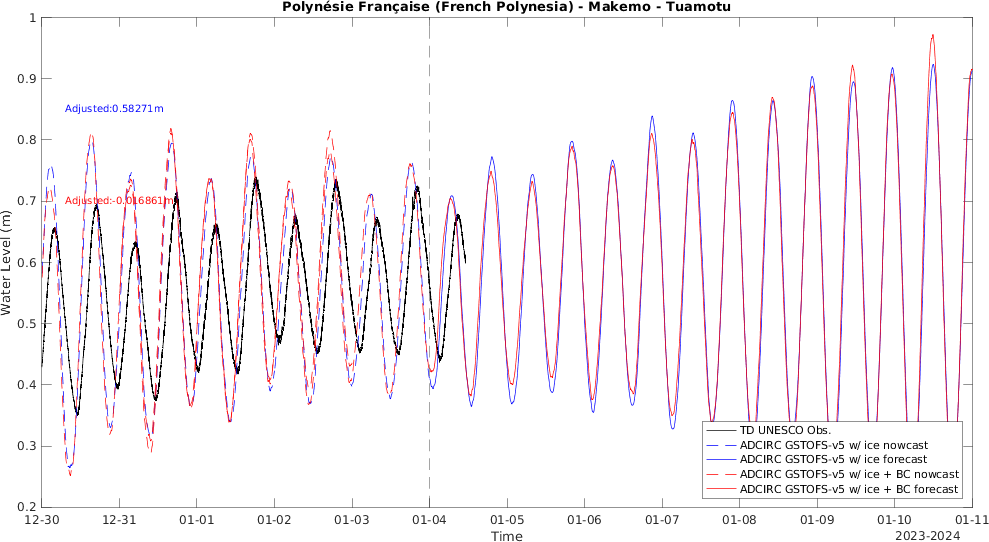 Polynésie Française (French Polynesia) - Makemo - Tuamotu
1
0.9
0.8
0.7
0.6
0.5
0.4
0.3
0.2
Water Level (m)
Adjusted:0.58271m
Adjusted:-0.016861m
TD UNESCO Obs.
ADCIRC GSTOFS-v5 w/ ice nowcast
ADCIRC GSTOFS-v5 w/ ice forecast
ADCIRC GSTOFS-v5 w/ ice + BC nowcast
ADCIRC GSTOFS-v5 w/ ice + BC forecast
12-30 12-31 01-01 01-02 01-03 01-04 01-05 01-06 01-07 01-08 01-09 01-10 01-11
Time
2023-2024